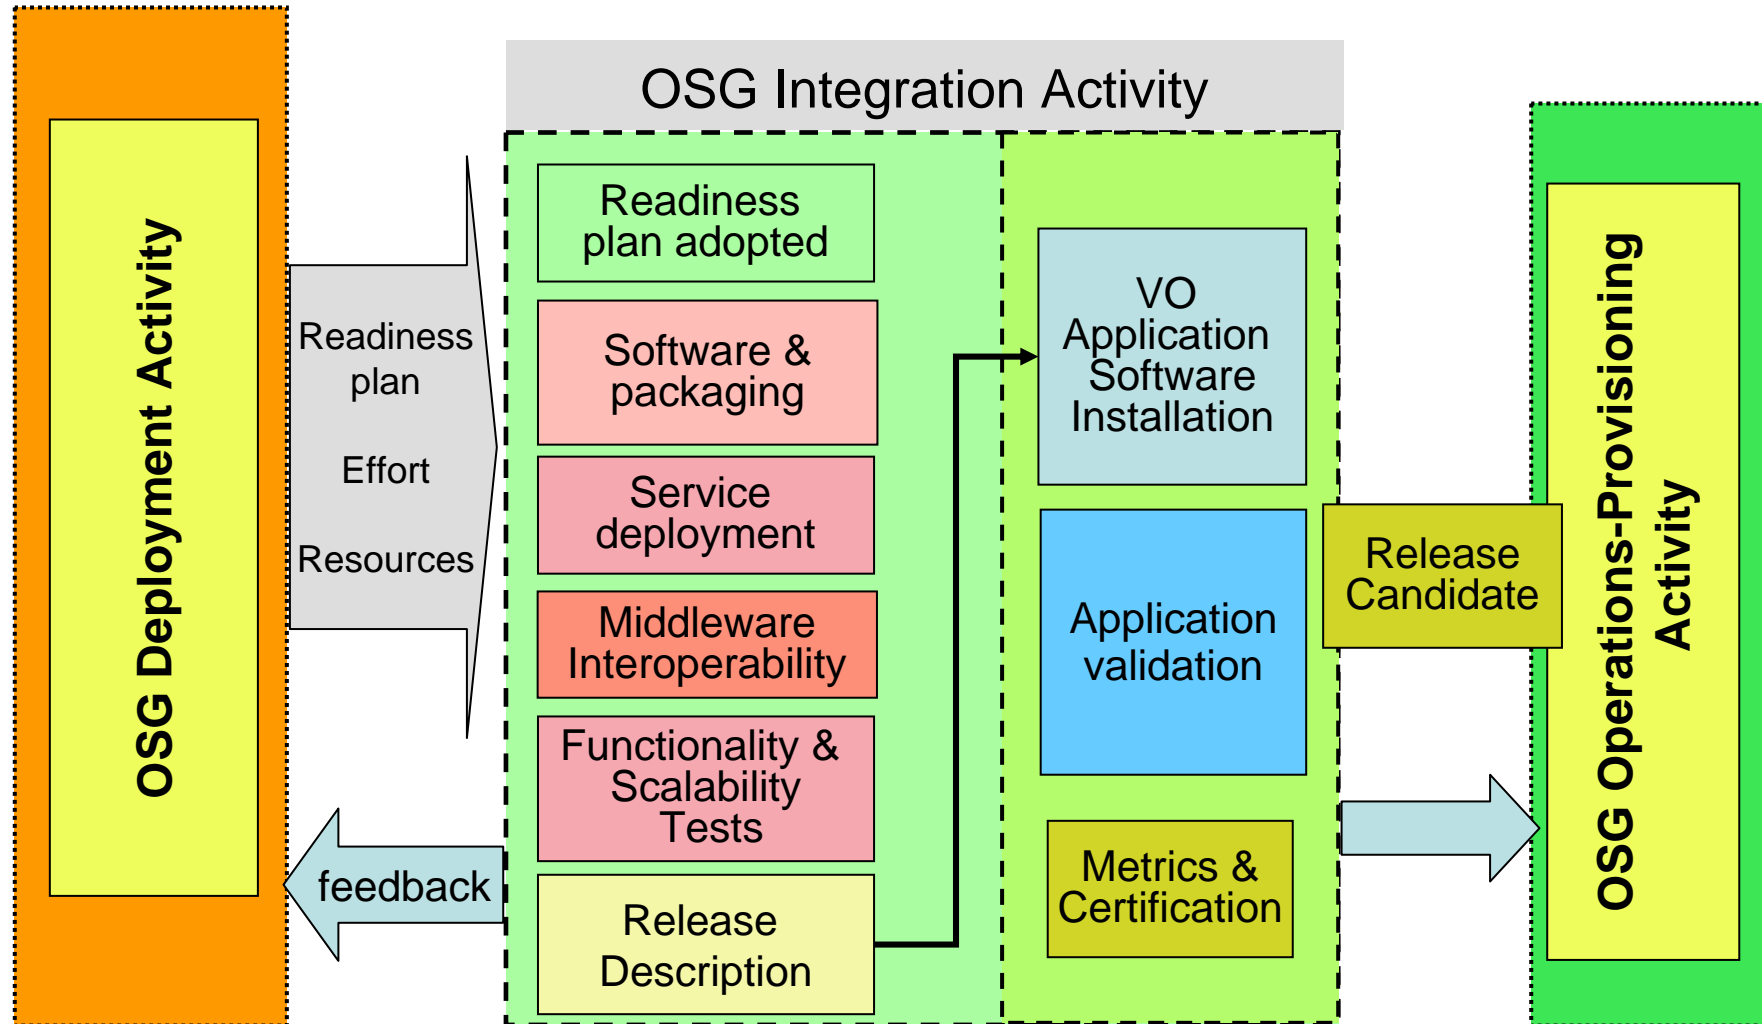 OSG Integration Activity
OSG Deployment Activity
Readiness
plan
Effort
Resources
feedback
Readiness
plan adopted
Software &
packaging
Service
deployment
Middleware
Interoperability
Functionality &
Scalability
Tests
Release
Description
VO
Application
Software
Installation
Application
validation
Metrics &
Certification
Release
Candidate
OSG Operations-Provisioning
Activity